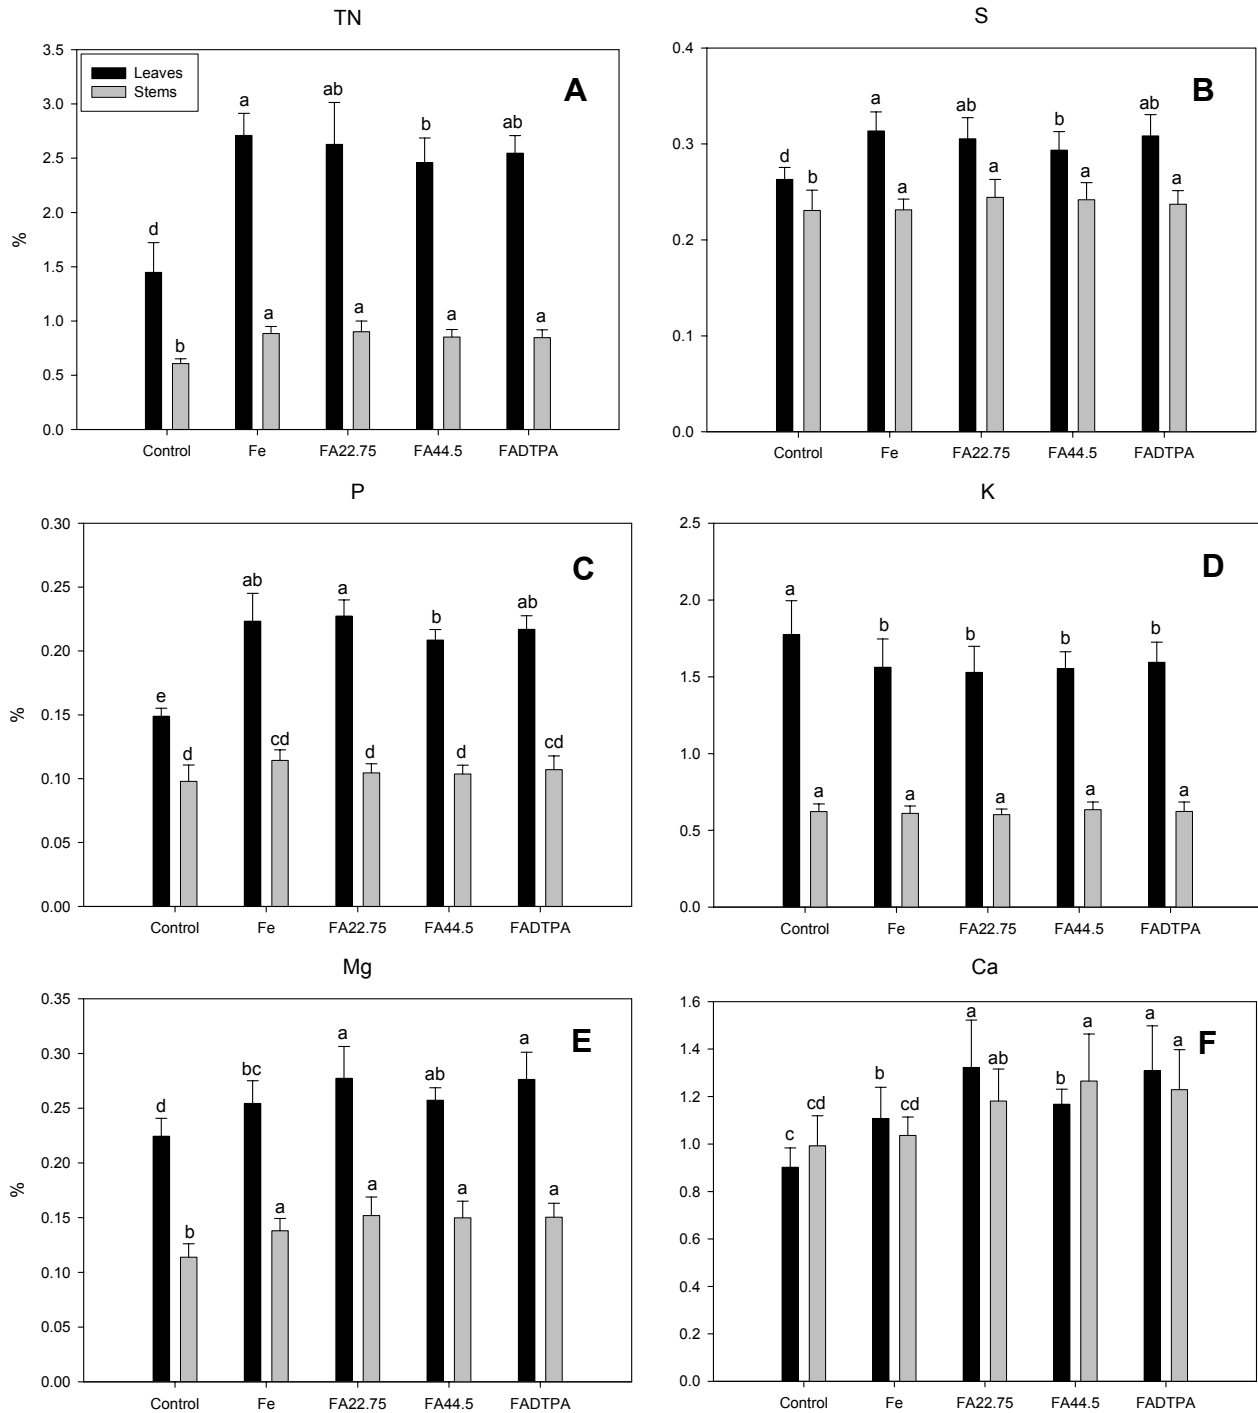 TN
3.5
3.0
2.5
2.0
1.5
1.0
0.5
0.0
%
Leaves
Stems
A
d
b
a
a
ab
a
b
a
ab
a
Control Fe FA22.75 FA44.5 FADTPA
S
0.4
0.3
0.2
0.1
0.0
B
d
b
a
a
ab
a
b
a
ab
a
Control Fe FA22.75 FA44.5 FADTPA
P
0.30
0.25
0.20
0.15
0.10
0.05
0.00
%
C
e
d
ab
cd
a
d
b
d
ab
cd
Control Fe FA22.75 FA44.5 FADTPA
K
2.5
2.0
1.5
1.0
0.5
0.0
D
a
a
b
a
b
a
b
a
b
a
Control Fe FA22.75 FA44.5 FADTPA
Mg
0.35
0.30
0.25
0.20
0.15
0.10
0.05
0.00
%
E
d
b
bc
a
a
a
ab
a
a
a
Control Fe FA22.75 FA44.5 FADTPA
Ca
1.6
1.4
1.2
1.0
0.8
0.6
0.4
0.2
0.0
F
c
cd
b
cd
a
ab
b
a
a
a
Control Fe FA22.75 FA44.5 FADTPA